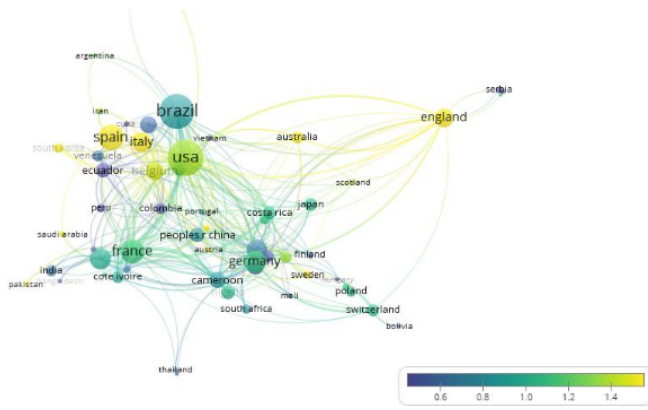 argentina
serbia
brazil
iran
england
cuba
spain
italy
vietnam
australia
south korea
venezuela
usa
ecuador
belgium
scotland
peru
colombia
portugal
costa rica
japan
saudi arabia
peoples r china
france
austria
germany
finland
india
cote ivoire
cameroon
sweden
hungary
pakistan
mali
poland
south africa
switzerland
bolivia
thailand
0.6 0.8 1.0 1.2 1.4